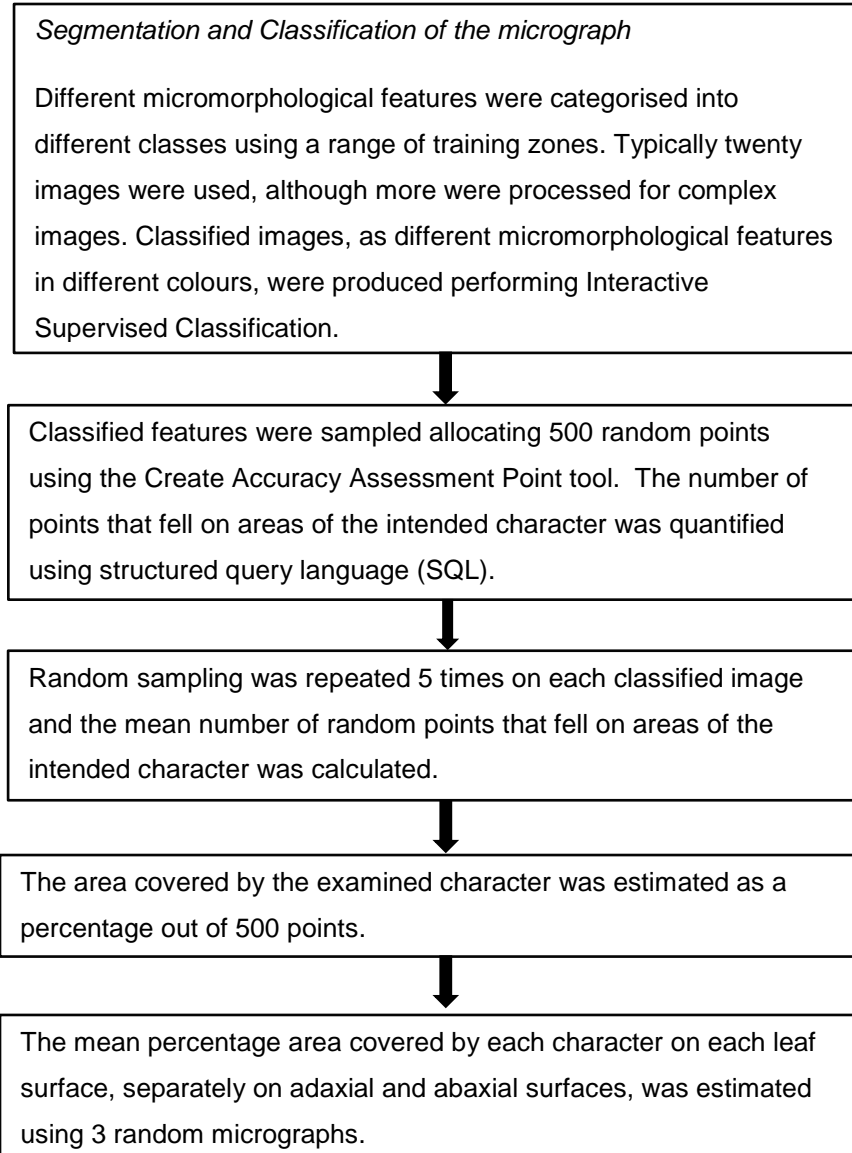 Segmentation and Classification of the micrograph
Different micromorphological features were categorised into
different classes using a range of training zones. Typically twenty
images were used, although more were processed for complex
images. Classified images, as different micromorphological features
in different colours, were produced performing Interactive
Supervised Classification.
Classified features were sampled allocating 500 random points
using the Create Accuracy Assessment Point tool.  The number of
points that fell on areas of the intended character was quantified
using structured query language (SQL).
Random sampling was repeated 5 times on each classified image
and the mean number of random points that fell on areas of the
intended character was calculated.
The area covered by the examined character was estimated as a
percentage out of 500 points.
The mean percentage area covered by each character on each leaf
surface, separately on adaxial and abaxial surfaces, was estimated
using 3 random micrographs.